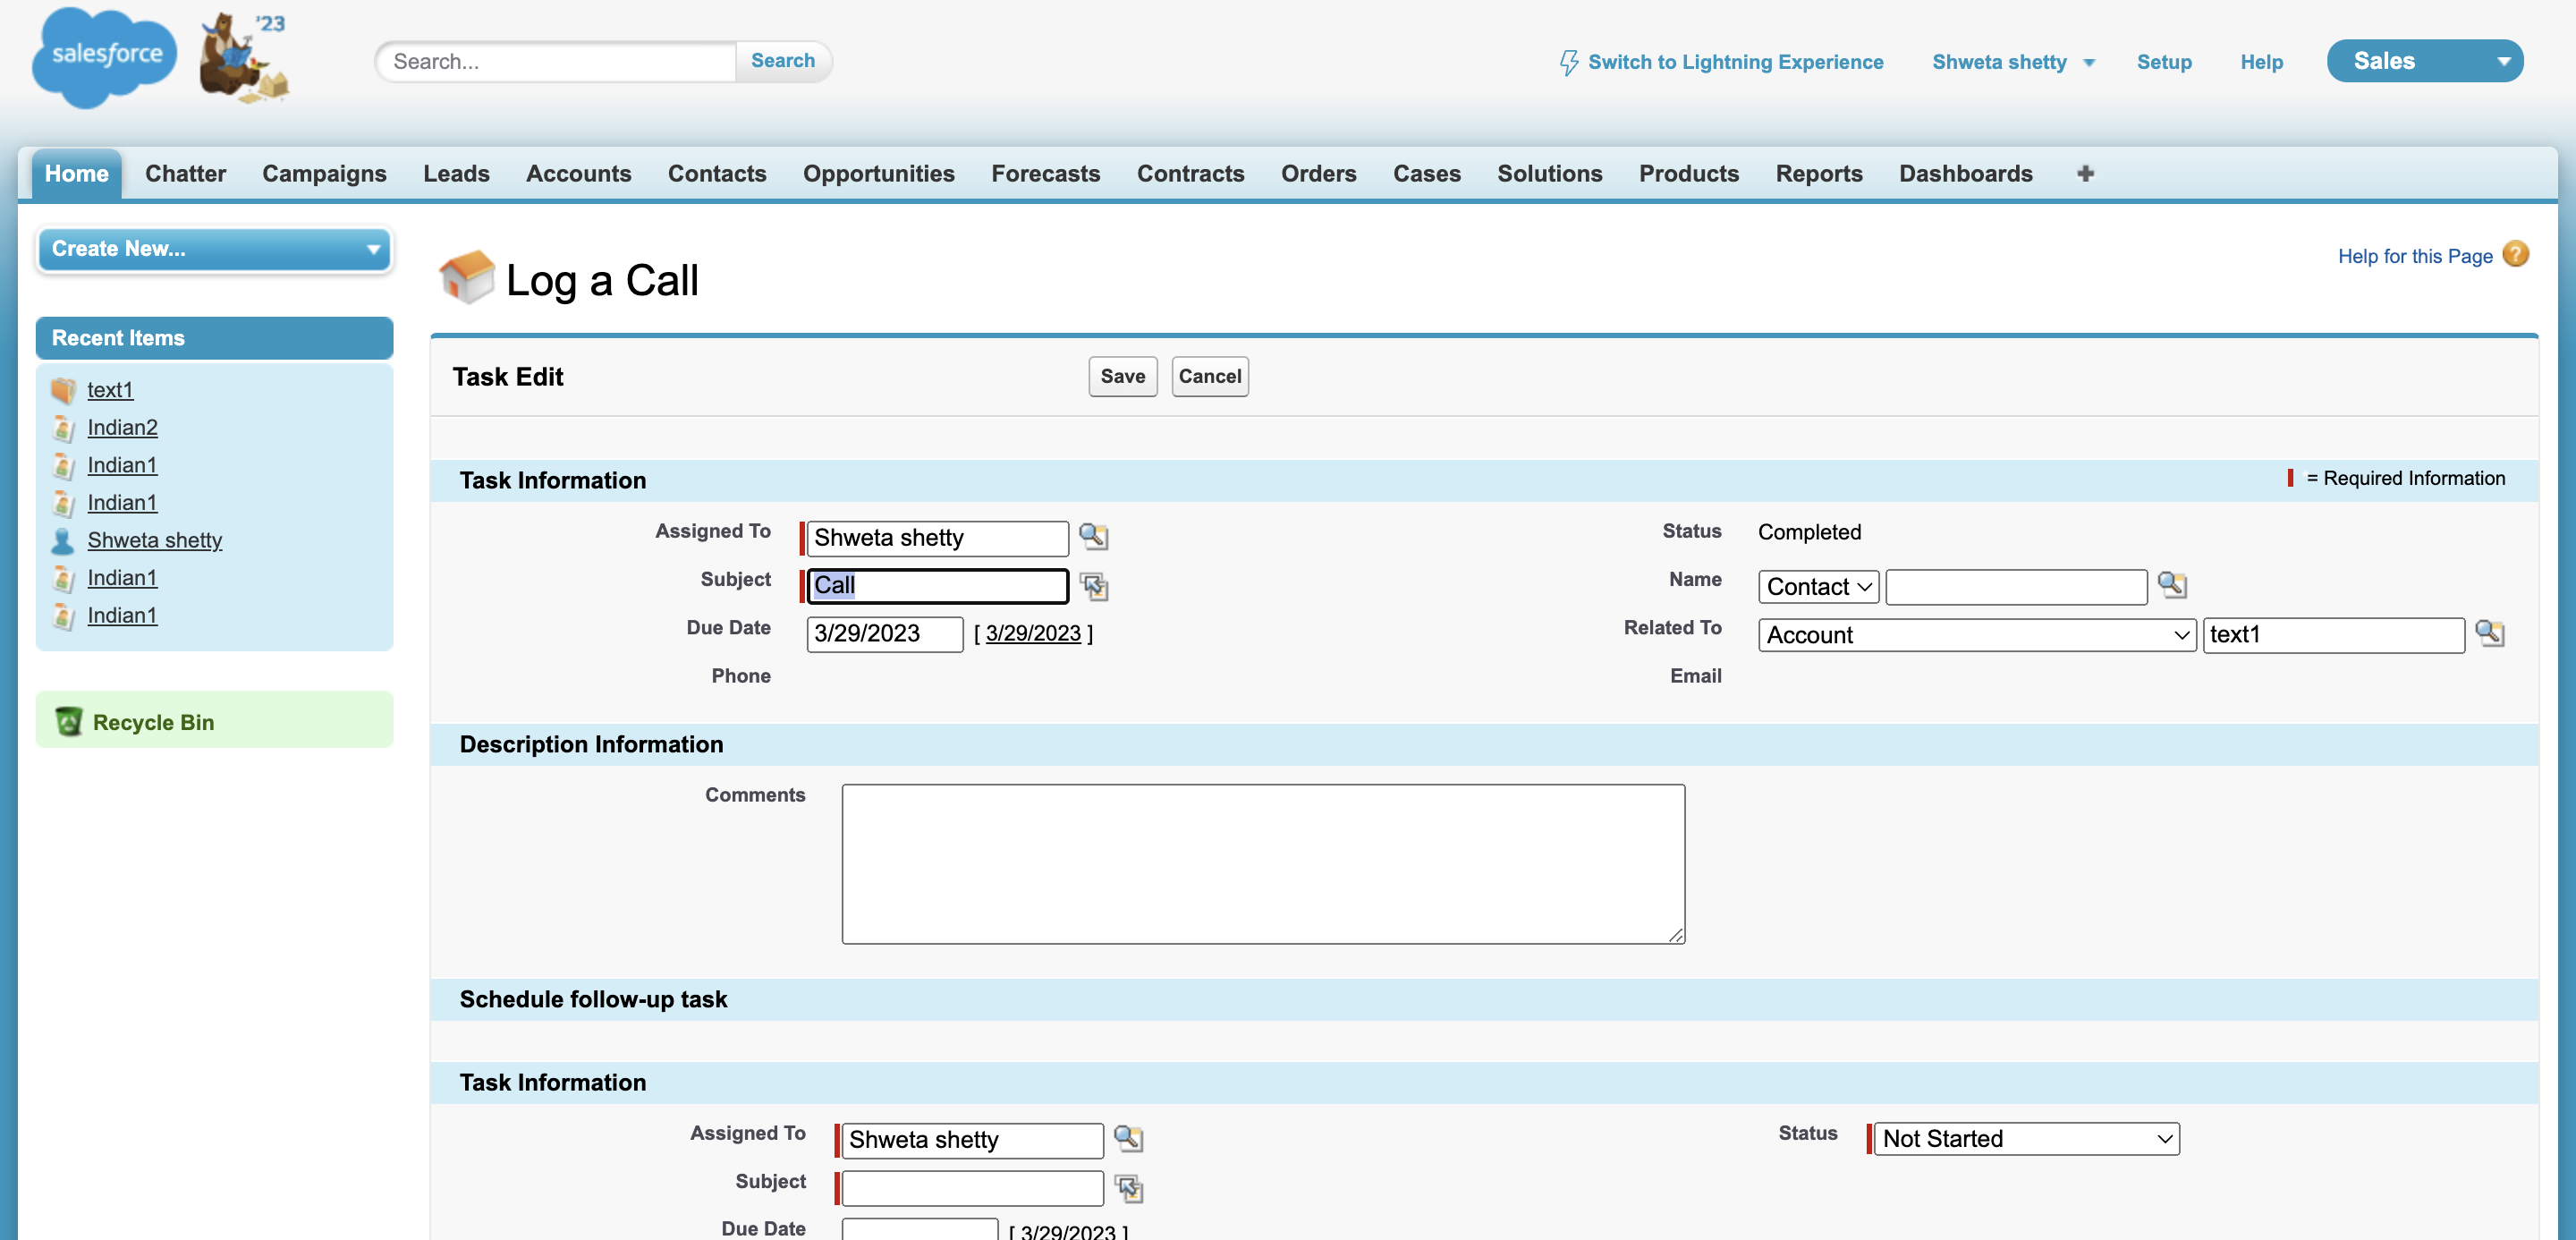 salesforce
'23
Search...
Search
Switch to Lightning Experience
Shweta shetty
Setup
Help
Sales
Home
Chatter
Campaigns
Leads
Accounts
Contacts
Opportunities
Forecasts
Contracts
Orders
Cases
Solutions
Products
Reports
Dashboards
+
Create New...
Recent Items
text1
Indian2
Indian1
Indian1
Shweta shetty
Indian1
Indian1
Recycle Bin
Log a Call
Help for this Page
?
Task Edit
Save
Cancel
Task Information
= Required Information
Assigned To
Shweta shetty
Status
Completed
Subject
Call
Name
Contact
Due Date
3/29/2023
[ 3/29/2023 ]
Related To
Account
text1
Phone
Email
Description Information
Comments
Schedule follow-up task
Task Information
Assigned To
Shweta shetty
Status
Not Started
Subject
Due Date
[ 3/29/2023 ]